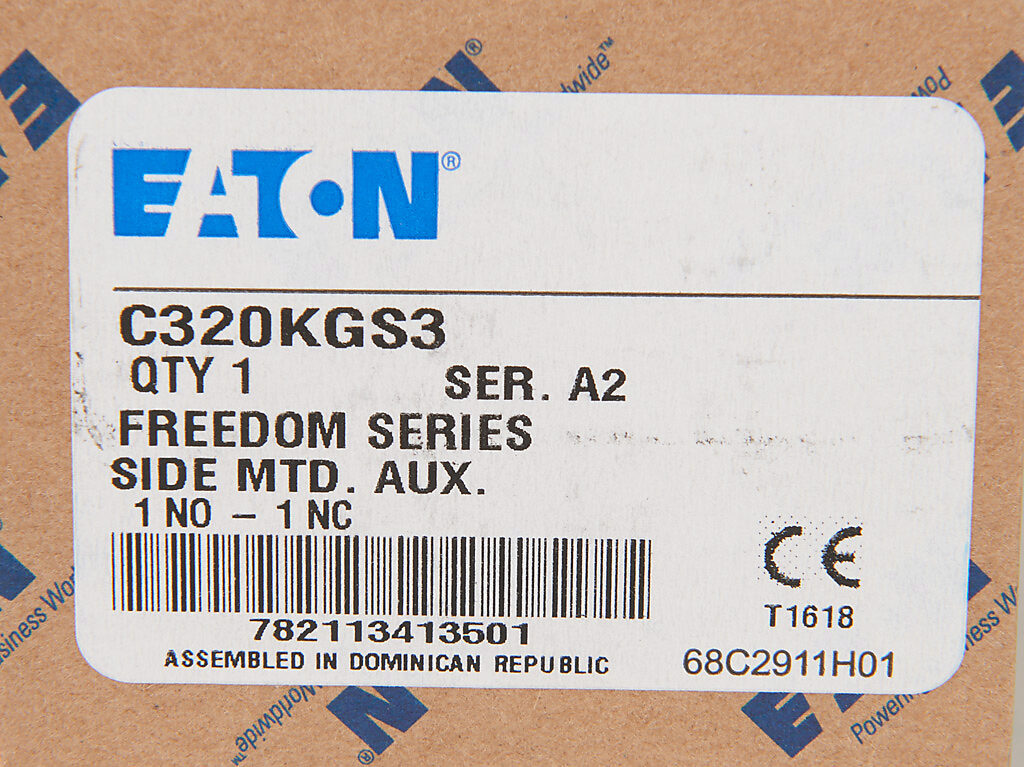 EATON®
C320KGS3
QTY 1 SER. A2
FREEDOM SERIES
SIDE MTD. AUX.
1 NO – 1 NC
782113413501
ASSEMBLED IN DOMINICAN REPUBLIC
CE
T1618
68C2911H01
Worldwide™